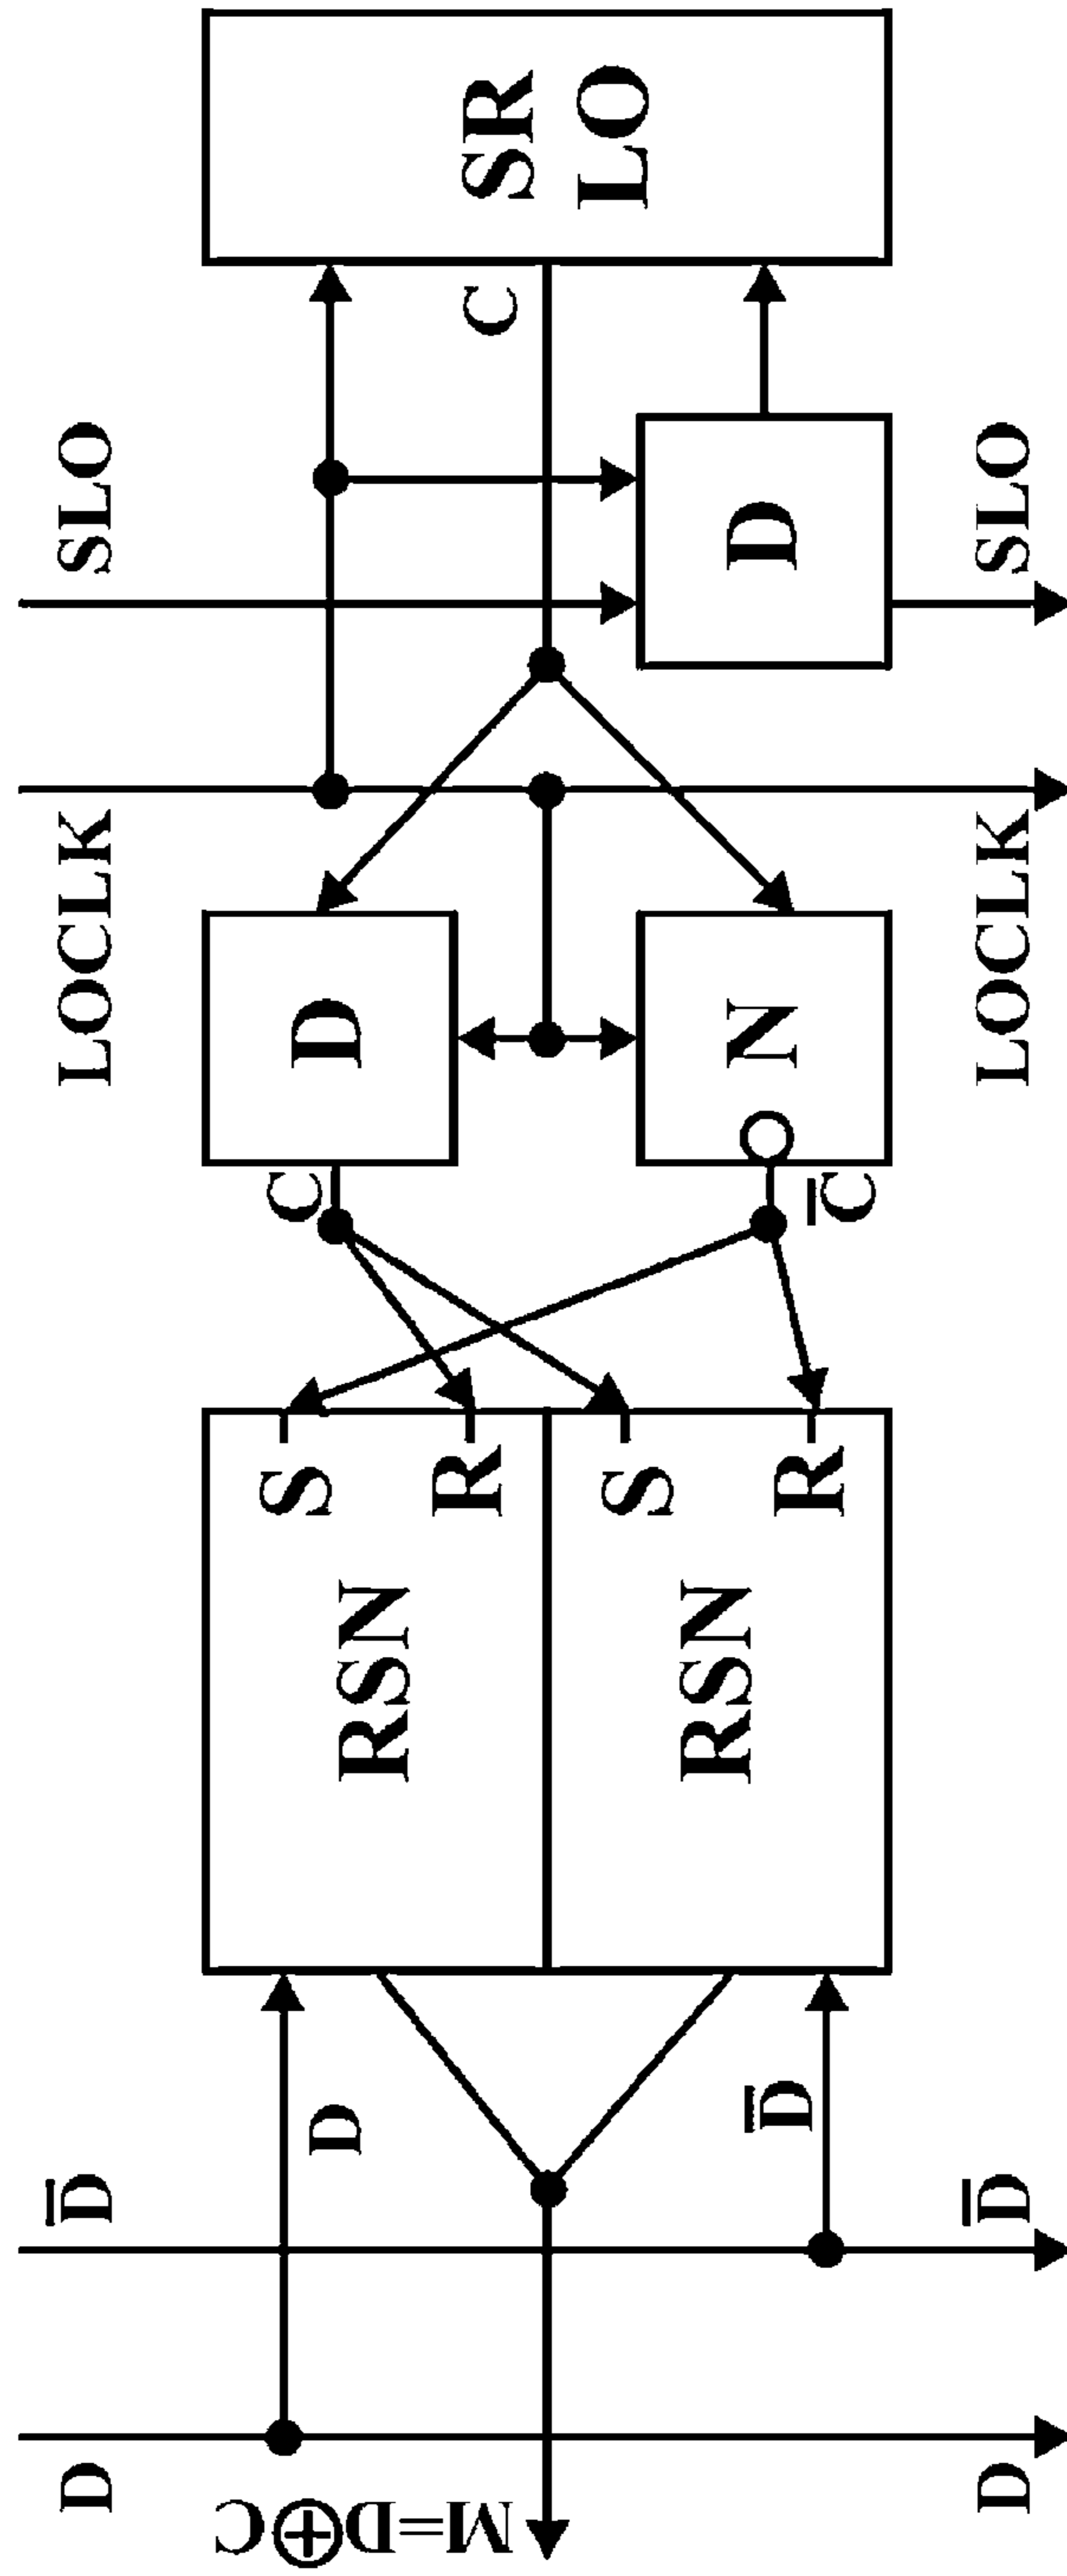 D
D̄
LOCLK
SLO
M=D⊕C
D
RSN
S
R
C
D
C
SR
LO
D̄
RSN
S
R
C̄
N
D
D
D̄
LOCLK
SLO